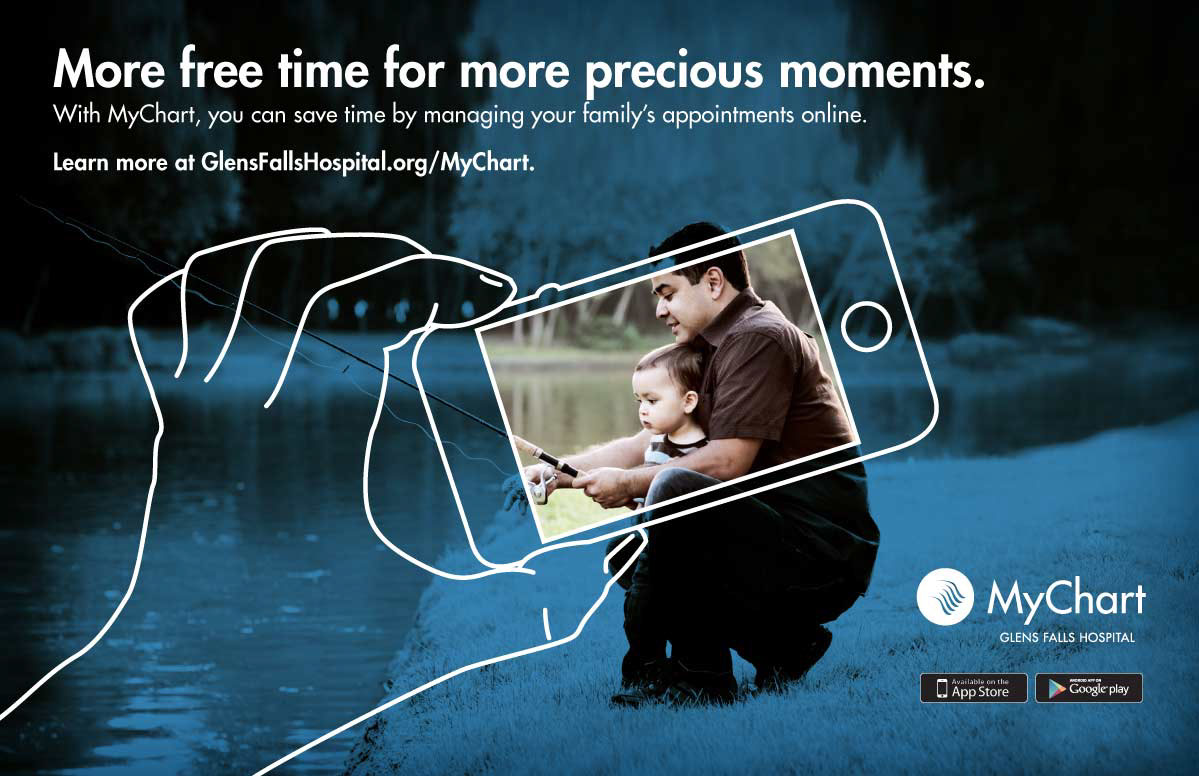 More free time for more precious moments.
With MyChart, you can save time by managing your family's appointments online.
Learn more at GlensFallsHospital.org/MyChart.
MyChart
GLENS FALLS HOSPITAL
Available on the
App Store
ANDROID APP ON
Google play